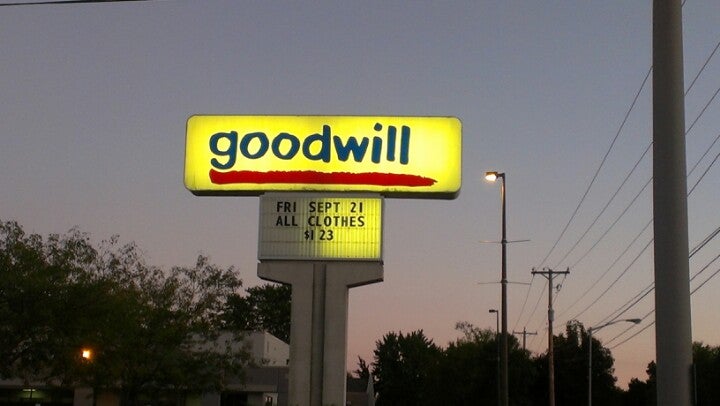 goodwill
FRI SEPT 21
ALL CLOTHES
$1 23